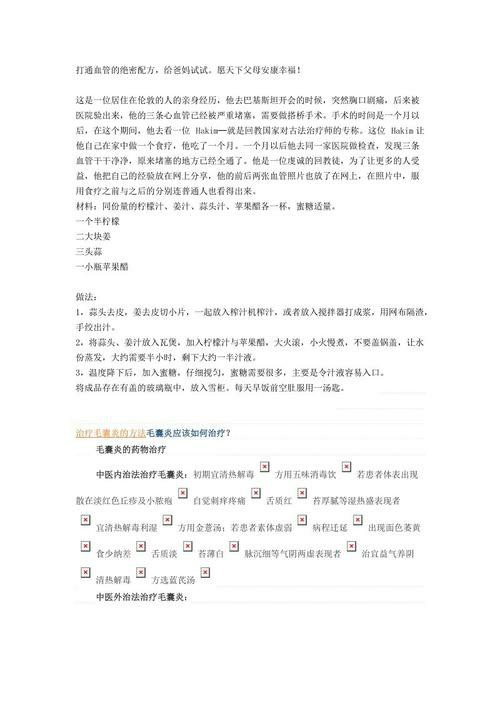 打通血管的绝密配方，给爸妈试试。愿天下父母安康幸福！
这是一位居住在伦敦的人的亲身经历，他去巴基斯坦开会的时候，突然胸口剧痛，后来被
医院验出来，他的三条心血管已经被严重堵塞，需要做搭桥手术。手术的时间是一个月以
后，在这个期间，他去看一位 Hakim—就是回教国家对古法治疗师的专称。这位 Hakim 让
他自己在家中做一个食疗，他吃了一个月。一个月以后他去同一家医院做检查，发现三条
血管干干净净，原来堵塞的地方已经全通了。他是一位虔诚的回教徒，为了让更多的人受
益，他把自己的经验放在网上分享，他的前后两张血管照片也放了在网上，在照片中，服
用食疗之前与之后的分别连普通人也看得出来。
材料：同份量的柠檬汁、姜汁、蒜头汁、苹果醋各一杯，蜜糖适量。
一个半柠檬
二大块姜
三头蒜
一小瓶苹果醋
做法：
1，蒜头去皮，姜去皮切小片，一起放入榨汁机榨汁，或者放入搅拌器打成浆，用网布隔渣，
手绞出汁。
2，将蒜头、姜汁放入瓦煲，加入柠檬汁与苹果醋，大火滚，小火慢煮，不要盖锅盖，让水
份蒸发，大约需要半小时，剩下大约一半汁液。
3，温度降下后，加入蜜糖，仔细搅匀，蜜糖需要很多，主要是令汁液容易入口。
将成品存在有盖的玻璃瓶中，放入雪柜。每天早饭前空肚服用一汤匙。
治疗毛囊炎的方法毛囊炎应该如何治疗？
毛囊炎的药物治疗
中医内治法治疗毛囊炎：初期宜清热解毒 方用五味消毒饮 若患者体表出现
散在淡红色丘疹及小脓疱 自觉刺痒疼痛 舌质红 苔厚腻等湿热盛表现者
宜清热解毒利湿 方用金薏汤；若患者素体虚弱 病程迁延 出现面色萎黄
食少纳差 舌质淡 苔薄白 脉沉细等气阴两虚表现者 治宜益气养阴
清热解毒 方选蓝芪汤
中医外治法治疗毛囊炎：